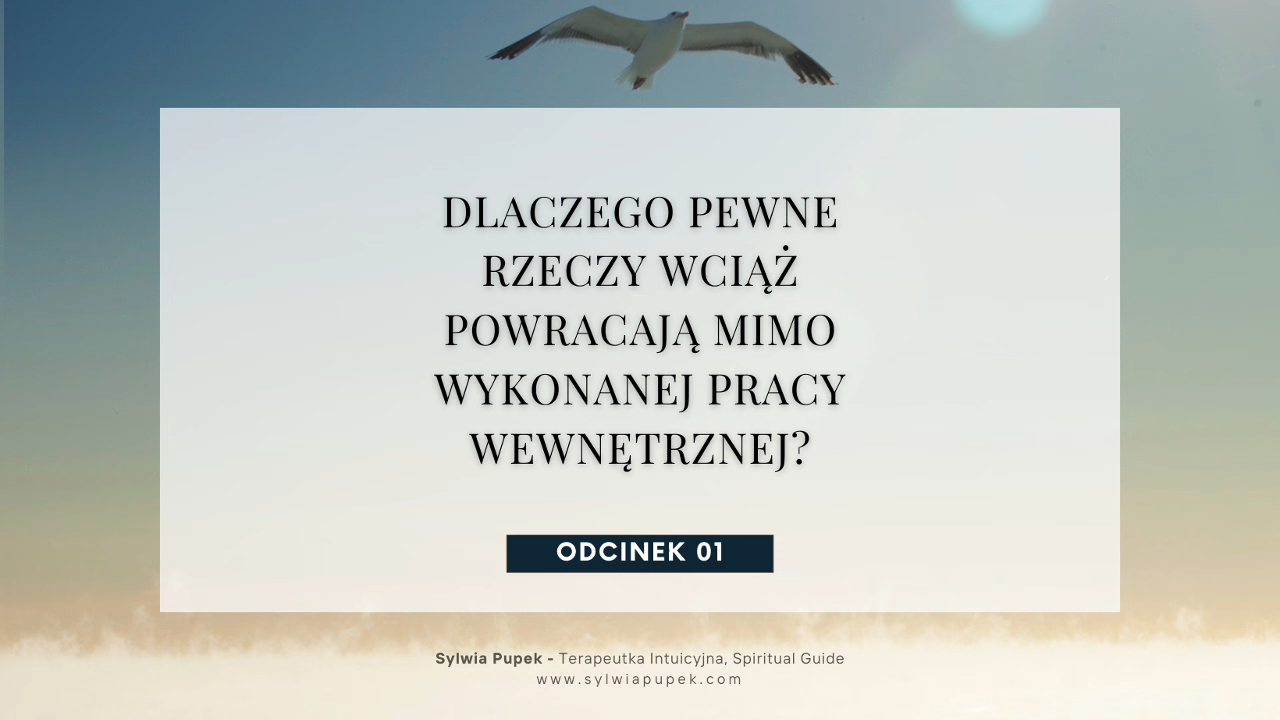 DLACZEGO PEWNE
RZECZY WCIĄŻ
POWRACAJĄ MIMO
WYKONANEJ PRACY
WEWNĘTRZNEJ?
ODCINEK 01
Sylwia Pupek - Terapeutka Intuicyjna, Spiritual Guide
www.sylwiapupek.com